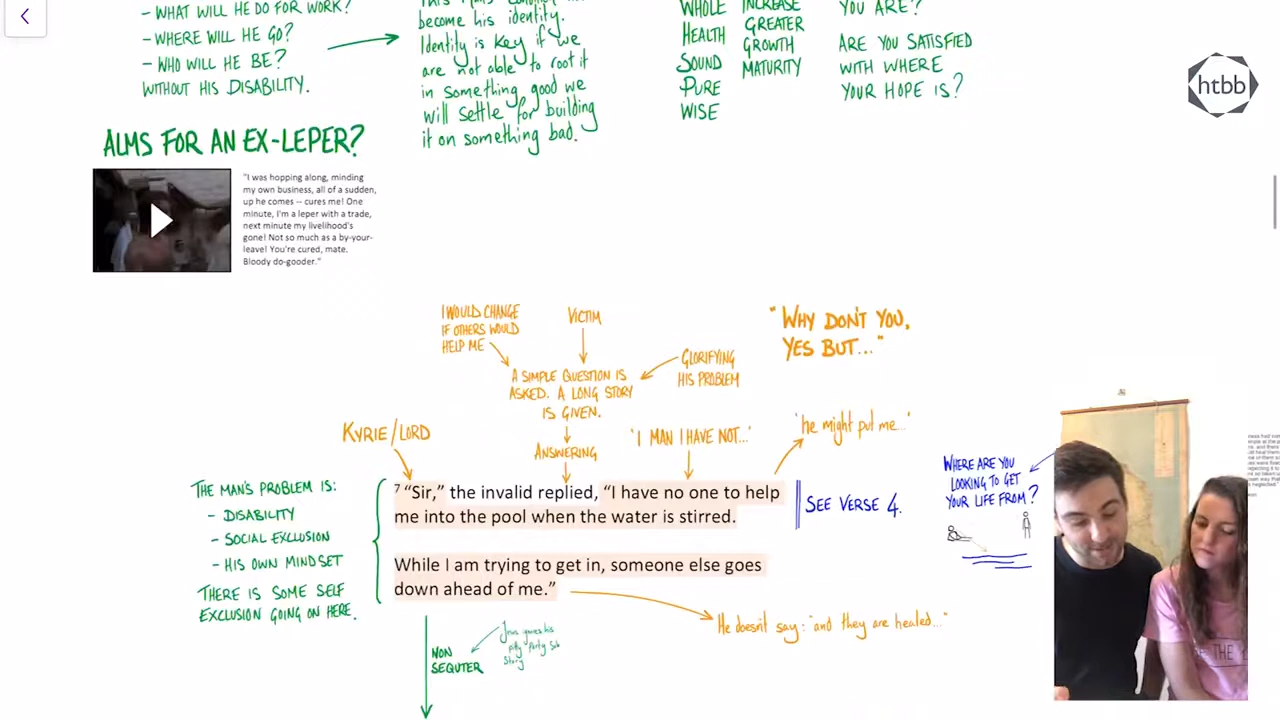 - WHAT WILL HE DO FOR WORK?
- WHERE WILL HE GO?
- WHO WILL HE BE?
WITHOUT HIS DISABILITY.
become his identity.
Identity is key if we
are not able to root it
in something good we
will settle for building
it on something bad.
WHOLE
HEALTH
SOUND
PURE
WISE
INCREASE
GREATER
GROWTH
MATURITY
YOU ARE?
ARE YOU SATISFIED
WITH WHERE
YOUR HOPE IS?
htbb
ALMS FOR AN EX-LEPER?
"I was hopping along, minding
my own business, all of a sudden,
up he comes -- cures me! One
minute, I'm a leper with a trade,
next minute my livelihood's
gone! Not so much as a by-your-
leave! You're cured, mate.
Bloody do-gooder."
I WOULD CHANGE
IF OTHERS WOULD
HELP ME
VICTIM
GLORIFYING
HIS PROBLEM
"WHY DON'T YOU,
YES BUT..."
A SIMPLE QUESTION IS
ASKED. A LONG STORY
IS GIVEN.
KYRIE/LORD
ANSWERING
'I MAN I HAVE NOT...'
'he might put me...'
THE MAN'S PROBLEM IS:
- DISABILITY
- SOCIAL EXCLUSION
- HIS OWN MINDSET
THERE IS SOME SELF
EXCLUSION GOING ON HERE.
7 "Sir," the invalid replied, "I have no one to help
me into the pool when the water is stirred.
While I am trying to get in, someone else goes
down ahead of me."
SEE VERSE 4.
WHERE ARE YOU
LOOKING TO GET
YOUR LIFE FROM?
He doesn't say: "and they are healed..."
NON
SEQUTER